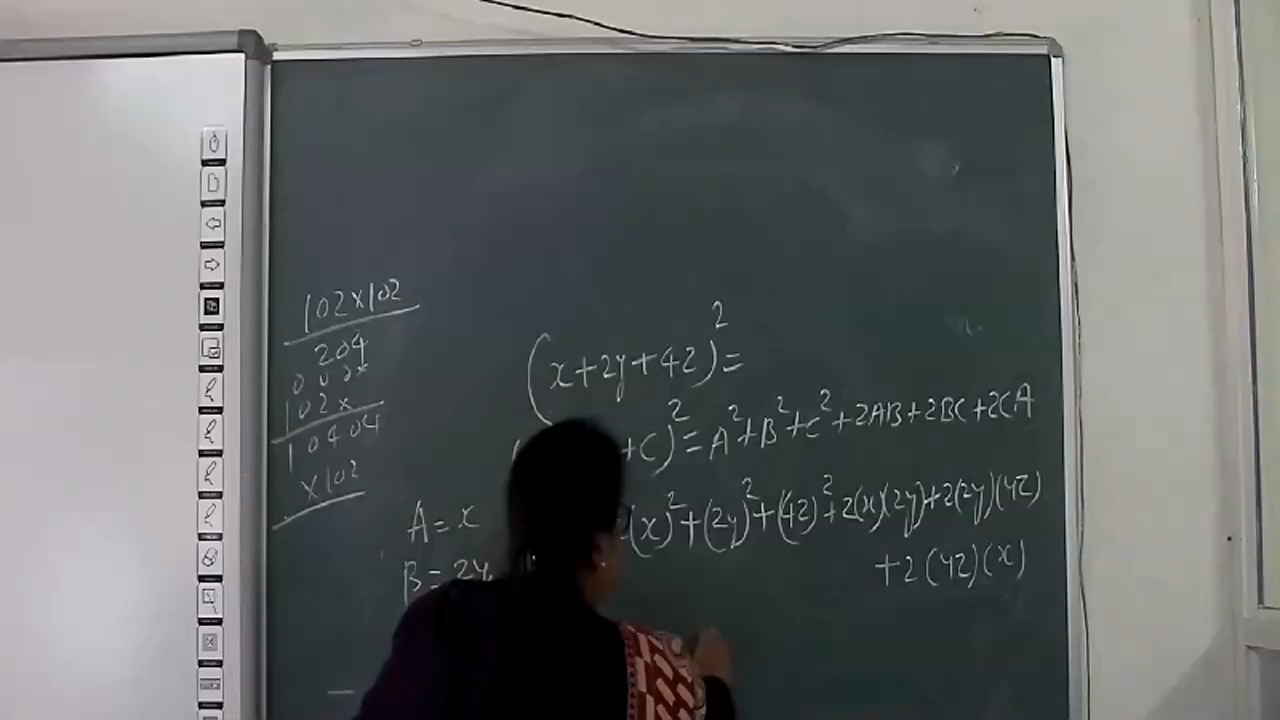 102x102
204
000x
102x
10404
x102
(x+2y+4z)²=
+C)²=A²+B²+C²+2AB+2BC+2CA
A=x
(x)²+(2y)²+(4z)²+2(x)(2y)+2(2y)(4z)
+2(4z)(x)
B=2y